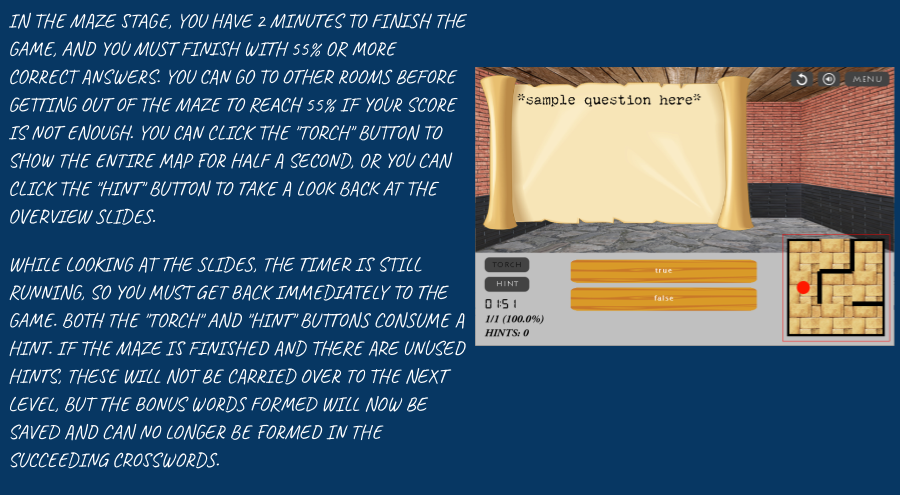 IN THE MAZE STAGE, YOU HAVE 2 MINUTES TO FINISH THE
GAME, AND YOU MUST FINISH WITH 55% OR MORE
CORRECT ANSWERS. YOU CAN GO TO OTHER ROOMS BEFORE
GETTING OUT OF THE MAZE TO REACH 55% IF YOUR SCORE
IS NOT ENOUGH. YOU CAN CLICK THE "TORCH" BUTTON TO
SHOW THE ENTIRE MAP FOR HALF A SECOND, OR YOU CAN
CLICK THE "HINT" BUTTON TO TAKE A LOOK BACK AT THE
OVERVIEW SLIDES.
WHILE LOOKING AT THE SLIDES, THE TIMER IS STILL
RUNNING, SO YOU MUST GET BACK IMMEDIATELY TO THE
GAME. BOTH THE "TORCH" AND "HINT" BUTTONS CONSUME A
HINT. IF THE MAZE IS FINISHED AND THERE ARE UNUSED
HINTS, THESE WILL NOT BE CARRIED OVER TO THE NEXT
LEVEL, BUT THE BONUS WORDS FORMED WILL NOW BE
SAVED AND CAN NO LONGER BE FORMED IN THE
SUCCEEDING CROSSWORDS.
MENU
*sample question here*
TORCH
HINT
01:51
1/1 (100.0%)
HINTS: 0
true
false